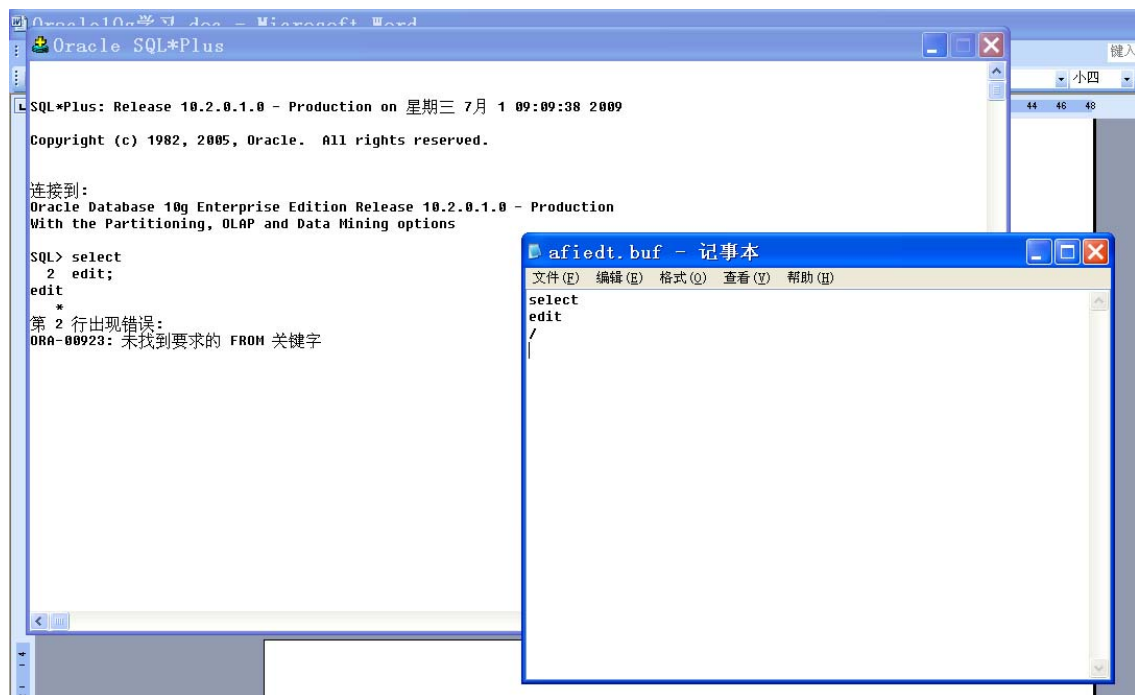 Oracle10g学习.doc - Microsoft Word
Oracle SQL*Plus
键入
小四
44 46 48
SQL*Plus: Release 10.2.0.1.0 - Production on 星期三 7月 1 09:09:38 2009
Copyright (c) 1982, 2005, Oracle. All rights reserved.
连接到:
Oracle Database 10g Enterprise Edition Release 10.2.0.1.0 - Production
With the Partitioning, OLAP and Data Mining options
SQL> select
2 edit;
edit
*
第 2 行出现错误:
ORA-00923: 未找到要求的 FROM 关键字
afiedt.buf - 记事本
文件(F) 编辑(E) 格式(O) 查看(V) 帮助(H)
select
edit
/